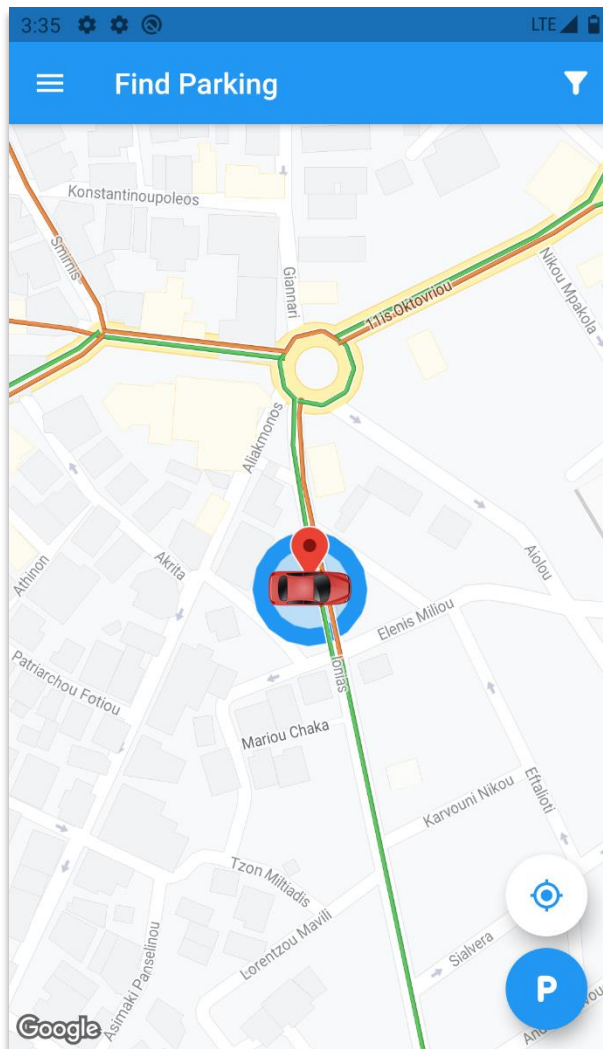 3:35
LTE
Find Parking
Konstantinoupoleos
Smirnis
Giannari
11is Oktovriou
Nikou Mpokola
Aliakmonos
Aiolou
Akrita
Athinon
Elenis Miliou
Ionias
Patriarchou Fotiou
Mariou Chaka
Eftalioti
Karvouni Nikou
Tzon Miltiadis
Lorentzou Mavili
Sialvera
Asimaki Panselinou
P
Google